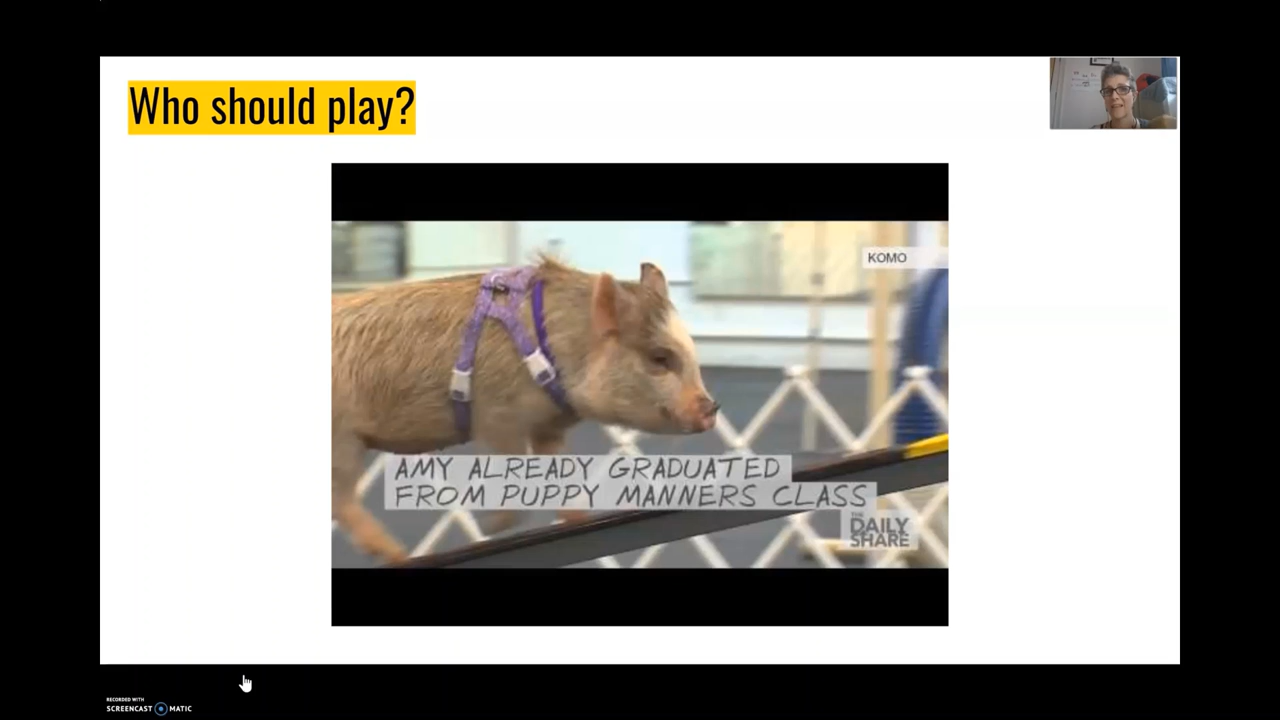 Who should play?
KOMO
AMY ALREADY GRADUATED
FROM PUPPY MANNERS CLASS
THE
DAILY
SHARE
RECORDED WITH
SCREENCAST MATIC